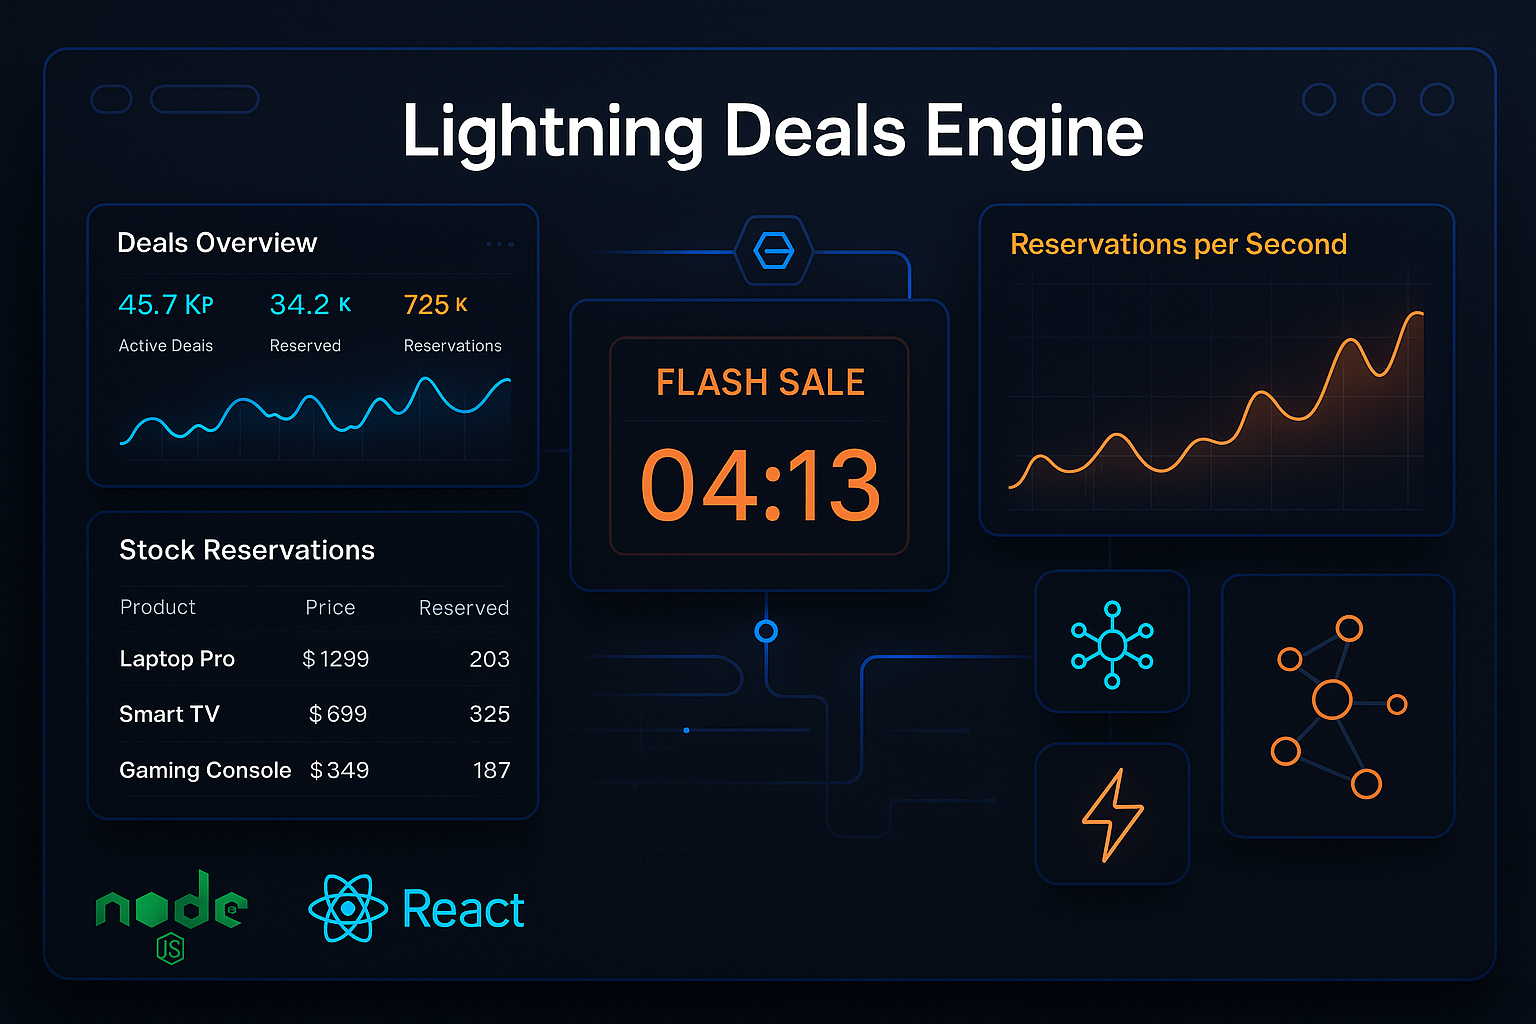 Lightning Deals Engine
Deals Overview
45.7 KP 34.2 K 725 K
Active Deals Reserved Reservations
Stock Reservations
Product Price Reserved
Laptop Pro $1299 203
Smart TV $699 325
Gaming Console $349 187
FLASH SALE
04:13
Reservations per Second
node
JS
React